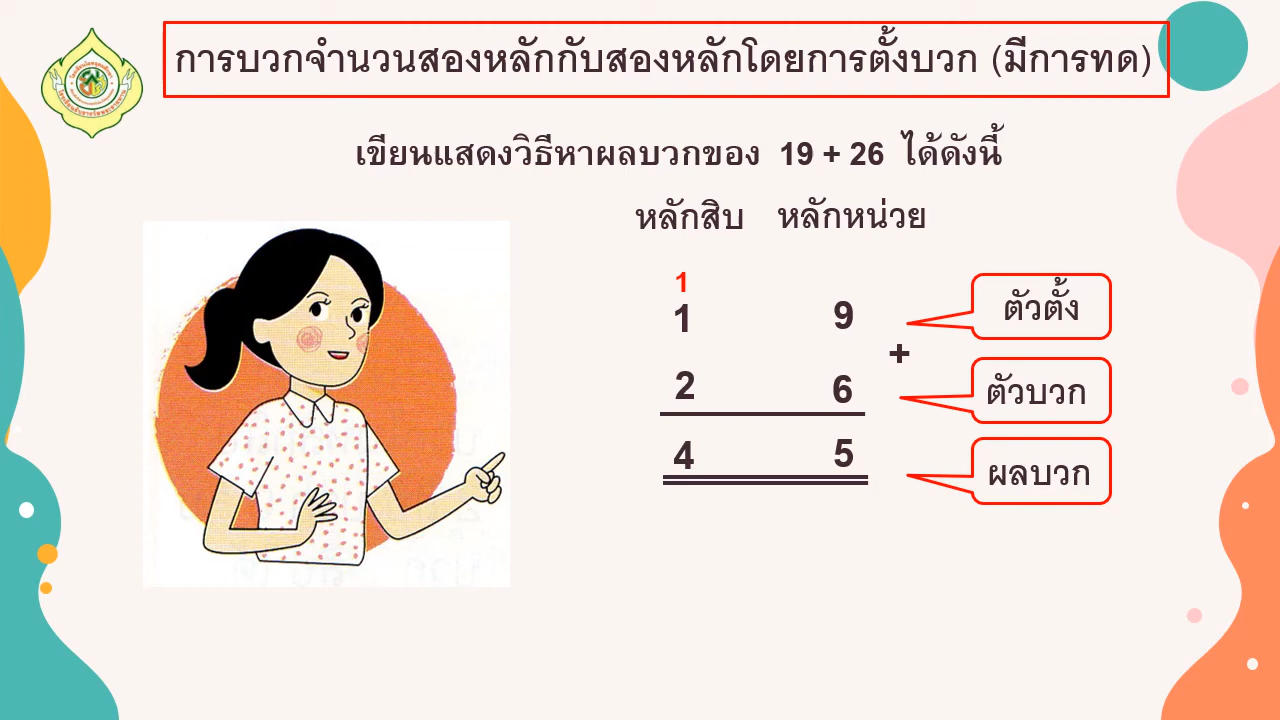 การบวกจำนวนสองหลักกับสองหลักโดยการตั้งบวก (มีการทด)
เขียนแสดงวิธีหาผลบวกของ 19 + 26 ได้ดังนี้
หลักสิบ หลักหน่วย
1
1 9 ตัวตั้ง
+
2 6 ตัวบวก
4 5 ผลบวก